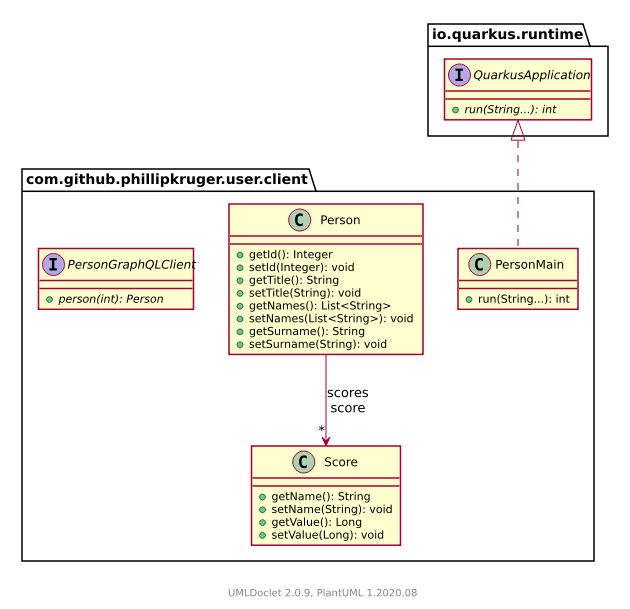 io.quarkus.runtime
I QuarkusApplication
run(String...): int
com.github.phillipkruger.user.client
C Person
getId(): Integer
setId(Integer): void
getTitle(): String
setTitle(String): void
getNames(): List<String>
setNames(List<String>): void
getSurname(): String
setSurname(String): void
I PersonGraphQLClient
person(int): Person
C PersonMain
run(String...): int
scores
score
*
C Score
getName(): String
setName(String): void
getValue(): Long
setValue(Long): void
UMLDoclet 2.0.9, PlantUML 1.2020.08